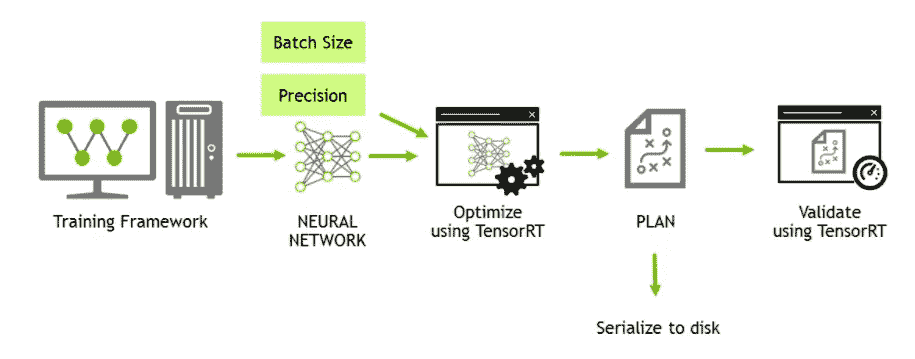 Batch Size
Precision
Training Framework
NEURAL
NETWORK
Optimize
using TensorRT
PLAN
Validate
using TensorRT
Serialize to disk